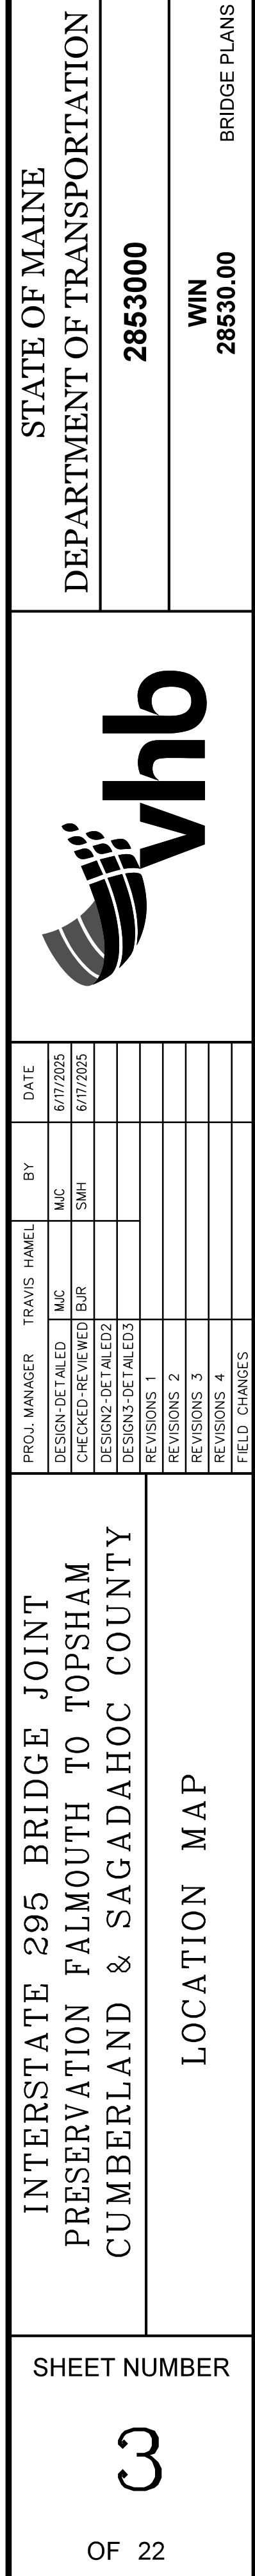 STATE OF MAINE
DEPARTMENT OF TRANSPORTATION
2853000
BRIDGE PLANS
WIN
28530.00
vhb
PROJ. MANAGER TRAVIS HAMEL BY DATE
DESIGN-DETAILED MJC MJC 6/17/2025
CHECKED-REVIEWED BJR SMH 6/17/2025
DESIGN2-DETAILED2
DESIGN3-DETAILED3
REVISIONS 1
REVISIONS 2
REVISIONS 3
REVISIONS 4
FIELD CHANGES
INTERSTATE 295 BRIDGE JOINT
PRESERVATION FALMOUTH TO TOPSHAM
CUMBERLAND & SAGADAHOC COUNTY
LOCATION MAP
SHEET NUMBER
3
OF 22